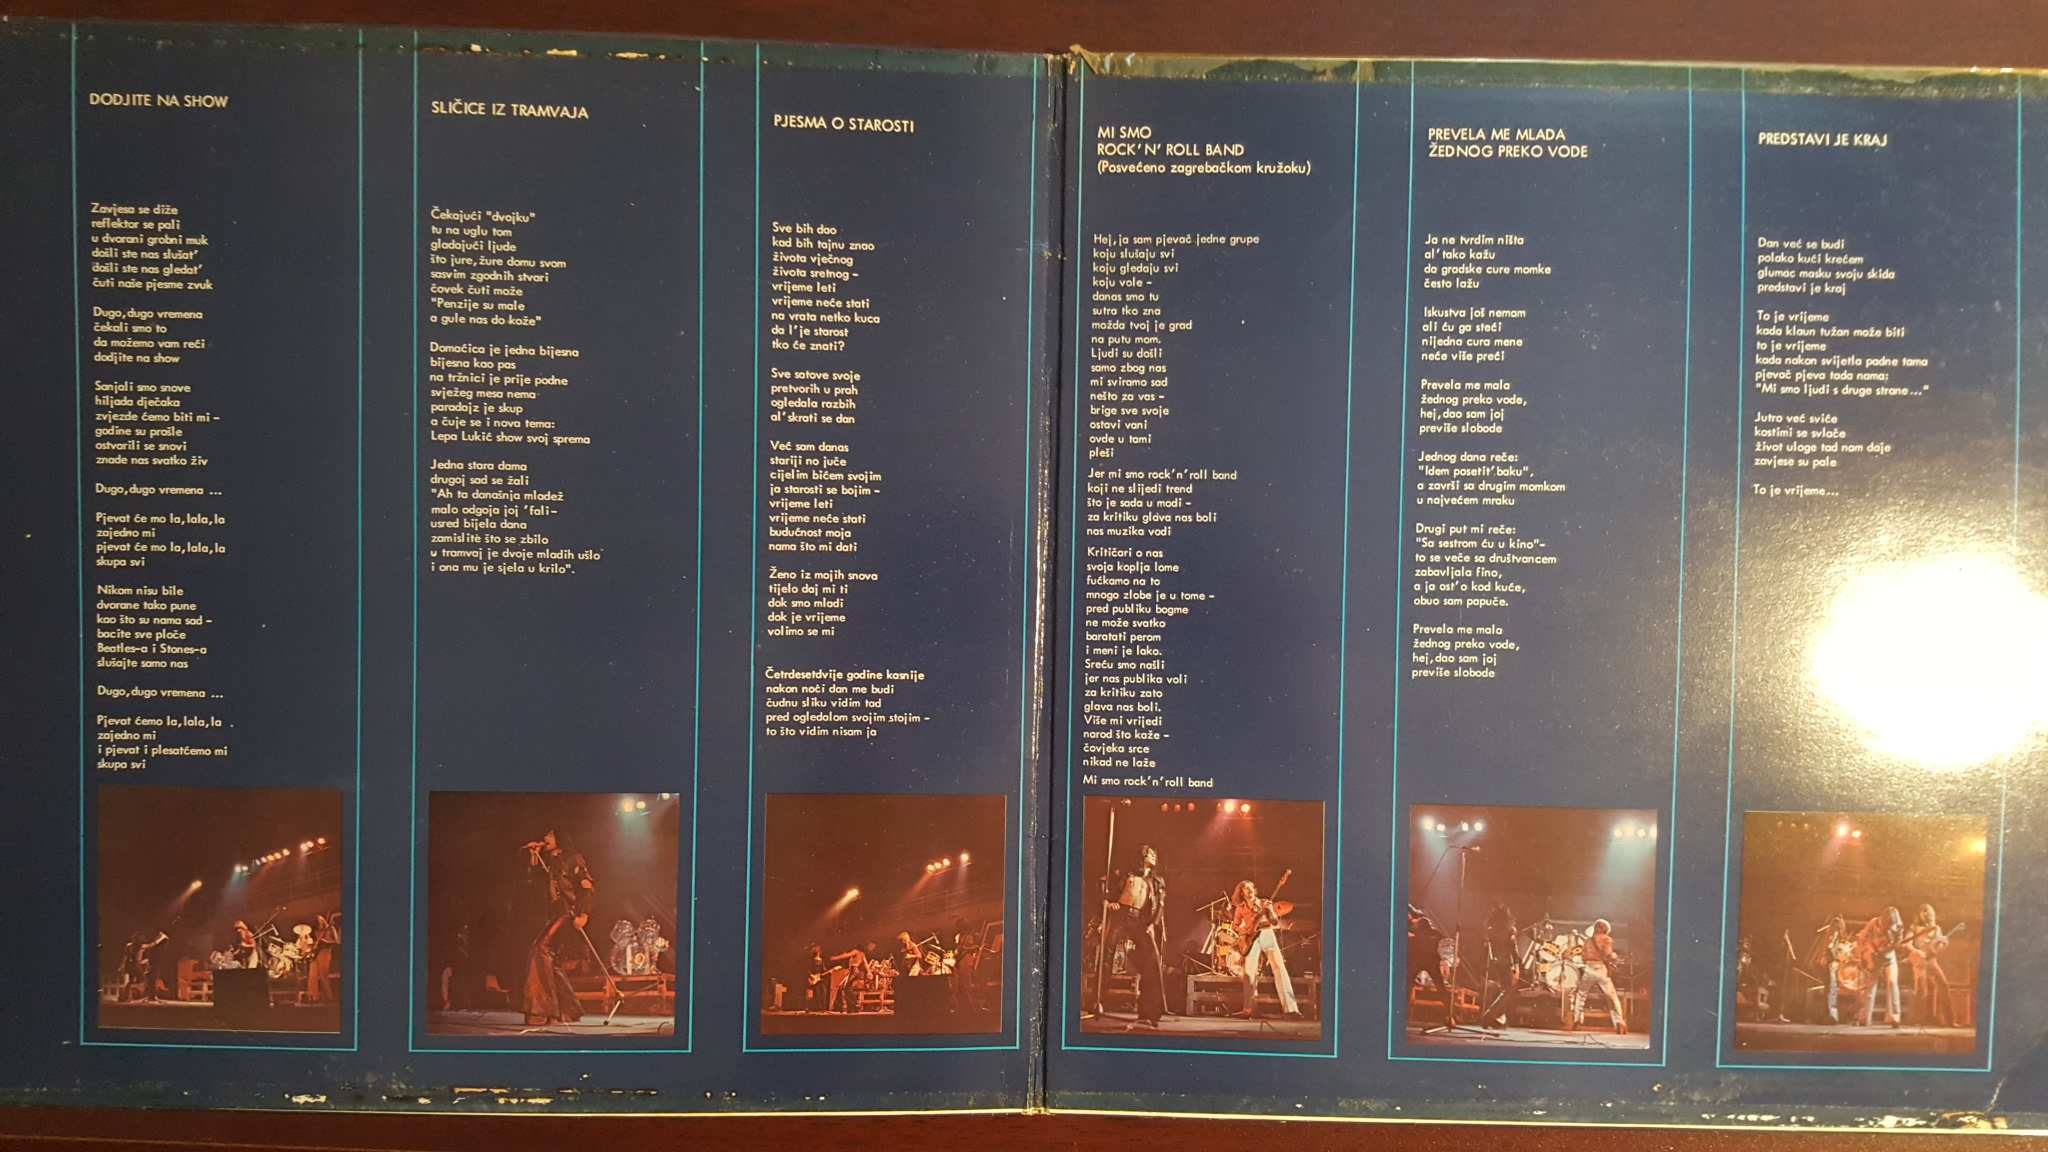 DODJITE NA SHOW
Zavjesa se diže
reflektor se pali
u dvorani grobni muk
došli ste nas slušat'
došli ste nas gledat'
čuti naše pjesme zvuk
Dugo,dugo vremena
čekali smo to
da možemo vam reći
dodjite na show
Sanjali smo snove
hiljada dječaka
zvjezde ćemo biti mi -
godine su prošle
ostvarili se snovi
znade nas svatko živ
Dugo,dugo vremena ...
Pjevat će mo la,lala,la
zajedno mi
pjevat će mo la,lala,la
skupa svi
Nikom nisu bile
dvorane tako pune
kao što su nama sad -
bacite sve ploče
Beatles-a i Stones-a
slušajte samo nas
Dugo,dugo vremena ...
Pjevat ćemo la,lala,la .
zajedno mi
i pjevat i plesatćemo mi
skupa svi
SLIČICE IZ TRAMVAJA
Čekajući "dvojku"
tu na uglu tom
gladajući ljude
što jure,žure domu svom
sasvim zgodnih stvari
čovek čuti može
"Penzije su male
a gule nas do kože"
Domaćica je jedna bijesna
bijesna kao pas
na tržnici je prije podne
svježeg mesa nema
paradajz je skup
a čuje se i nova tema:
Lepa Lukić show svoj sprema
Jedna stara dama
drugoj sad se žali
"Ah ta današnja mladež
malo odgoja joj 'fali-
usred bijela dana
zamislite što se zbilo
u tramvaj je dvoje mladih ušlo
i ona mu je sjela u krilo".
PJESMA O STAROSTI
Sve bih dao
kad bih tajnu znao
života vječnog
života sretnog -
vrijeme leti
vrijeme neće stati
na vrata netko kuca
da l'je starost
tko će znati?
Sve satove svoje
pretvorih u prah
ogledala razbih
al'skrati se dan
Već sam danas
stariji no juče
cijelim bićem svojim
ja starosti se bojim -
vrijeme leti
vrijeme neće stati
budućnost moja
nama što mi dati
Ženo iz mojih snova
tijelo daj mi ti
dok smo mladi
dok je vrijeme
volimo se mi
Četrdesetdvije godine kasnije
nakon noći dan me budi
čudnu sliku vidim tad
pred ogledalom svojim stojim -
to što vidim nisam ja
MI SMO
ROCK'N'ROLL BAND
(Posvećeno zagrebačkom kružoku)
Hej,ja sam pjevač jedne grupe
koju slušaju svi
koju gledaju svi
koju vole -
danas smo tu
sutra tko zna
možda tvoj je grad
na putu mom.
Ljudi su došli
samo zbog nas
mi sviramo sad
nešto za vas -
brige sve svoje
ostavi vani
ovde u tami
pleši
Jer mi smo rock'n'roll band
koji ne slijedi trend
što je sada u modi -
za kritiku glava nas boli
nas muzika vodi
Kritičari o nas
svoja koplja lome
fućkamo na to
mnogo zlobe je u tome -
pred publiku bogme
ne može svatko
baratati perom
i meni je lako.
Sreću smo našli
jer nas publika voli
za kritiku zato
glava nas boli.
Više mi vrijedi
narod što kaže -
čovjeka srce
nikad ne laže
Mi smo rock'n'roll band
PREVELA ME MLADA
ŽEDNOG PREKO VODE
Ja ne tvrdim ništa
al'tako kažu
da gradske cure momke
često lažu
Iskustva još nemam
ali ću ga steći
nijedna cura mene
neće više preći
Prevela me mala
žednog preko vode,
hej,dao sam joj
previše slobode
Jednog dana reče:
"Idem posetit'baku",
a završi sa drugim momkom
u najvećem mraku
Drugi put mi reče:
"Sa sestrom ću u kino"-
to se veče sa društvancem
zabavljala fino,
a ja ost'o kod kuće,
obuo sam papuče.
Prevela me mala
žednog preko vode,
hej,dao sam joj
previše slobode
PREDSTAVI JE KRAJ
Dan već se budi
polako kući krećem
glumac masku svoju skida
predstavi je kraj
To je vrijeme
kada klaun tužan može biti
to je vrijeme
kada nakon svijetla padne tama
pjevač pjeva tada nama:
"Mi smo ljudi s druge strane..."
Jutro već sviće
kostimi se svlače
život uloge tad nam daje
zavjese su pale
To je vrijeme...